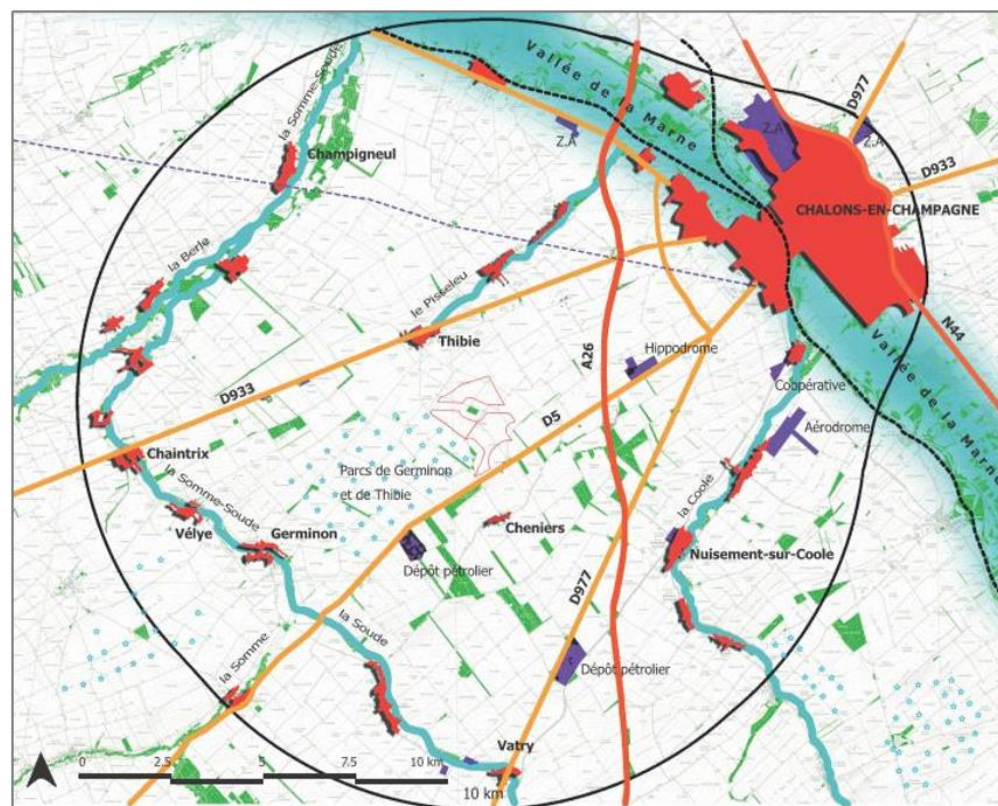 la Somme-Soude
Vallée de la Marne
D977
Z.A
Z.A
Z.A
Champigneul
D933
CHALONS-EN-CHAMPAGNE
la Berle
le Pisseleu
Thibie
A26
Hippodrome
N44
Vallée de la Marne
Coopérative
D933
D5
Aérodrome
Chaintrix
Parcs de Germinon
et de Thibie
la Somme-Soude
la Coole
Vélye
Germinon
Cheniers
Nuisement-sur-Coole
Dépôt pétrolier
D977
la Soude
la Somme
Dépôt pétrolier
Vatry
0 2.5 5 7.5 10 km
10 km